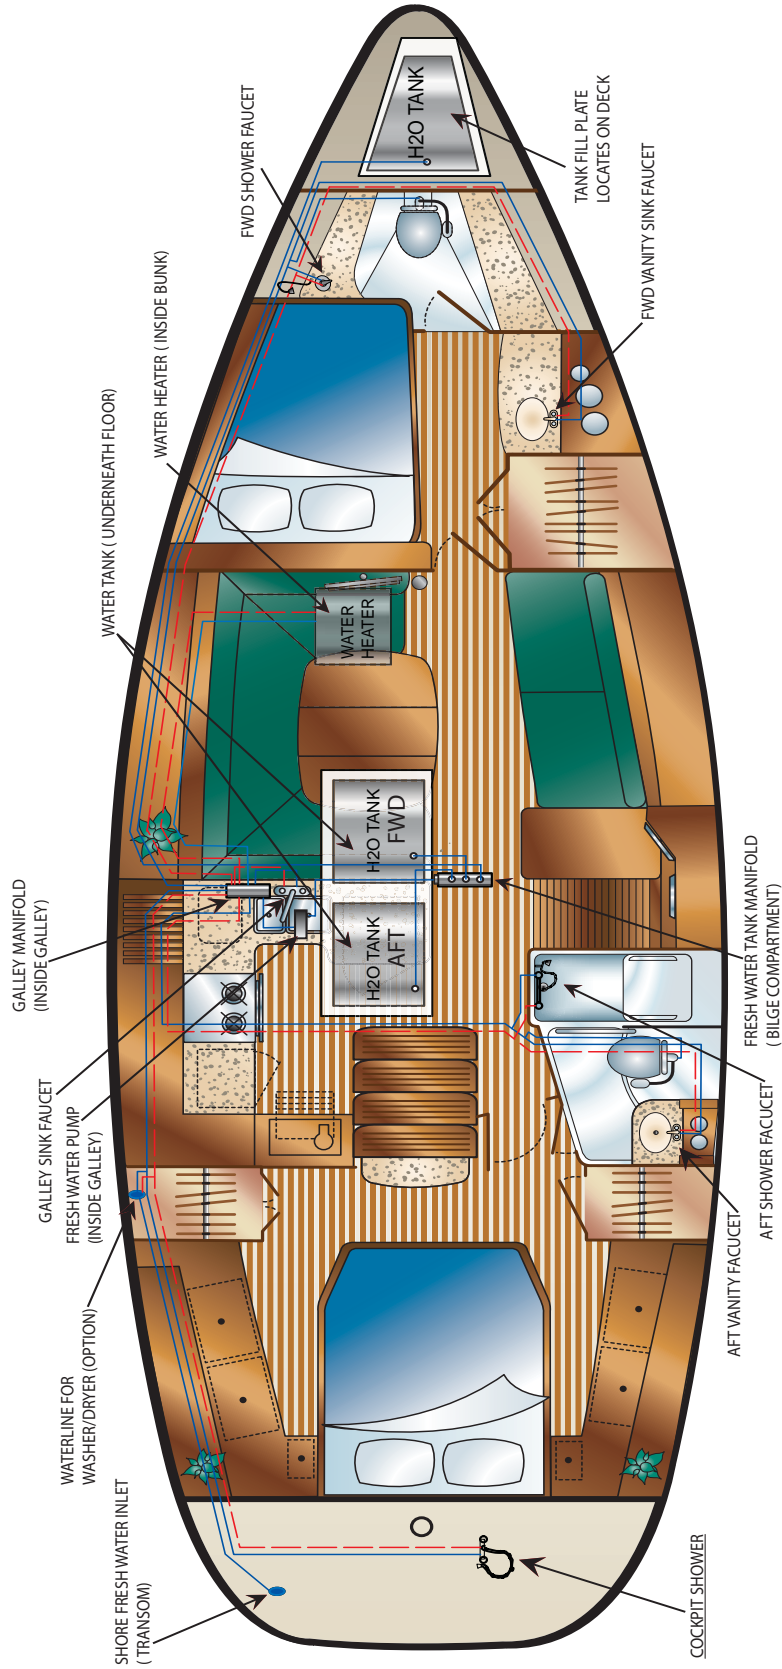 H2O TANK
TANK FILL PLATE
LOCATES ON DECK
FWD SHOWER FAUCET
FWD VANITY SINK FAUCET
WATER HEATER ( INSIDE BUNK)
WATER TANK ( UNDERNEATH FLOOR)
WATER
HEATER
H2O TANK
FWD
H2O TANK
AFT
GALLEY MANIFOLD
(INSIDE GALLEY)
FRESH WATER TANK MANIFOLD
( BILGE COMPARTMENT)
GALLEY SINK FAUCET
FRESH WATER PUMP
(INSIDE GALLEY)
AFT SHOWER FACUCET
AFT VANITY FACUCET
WATERLINE FOR
WASHER/DRYER (OPTION)
SHORE FRESH WATER INLET
( TRANSOM)
COCKPIT SHOWER